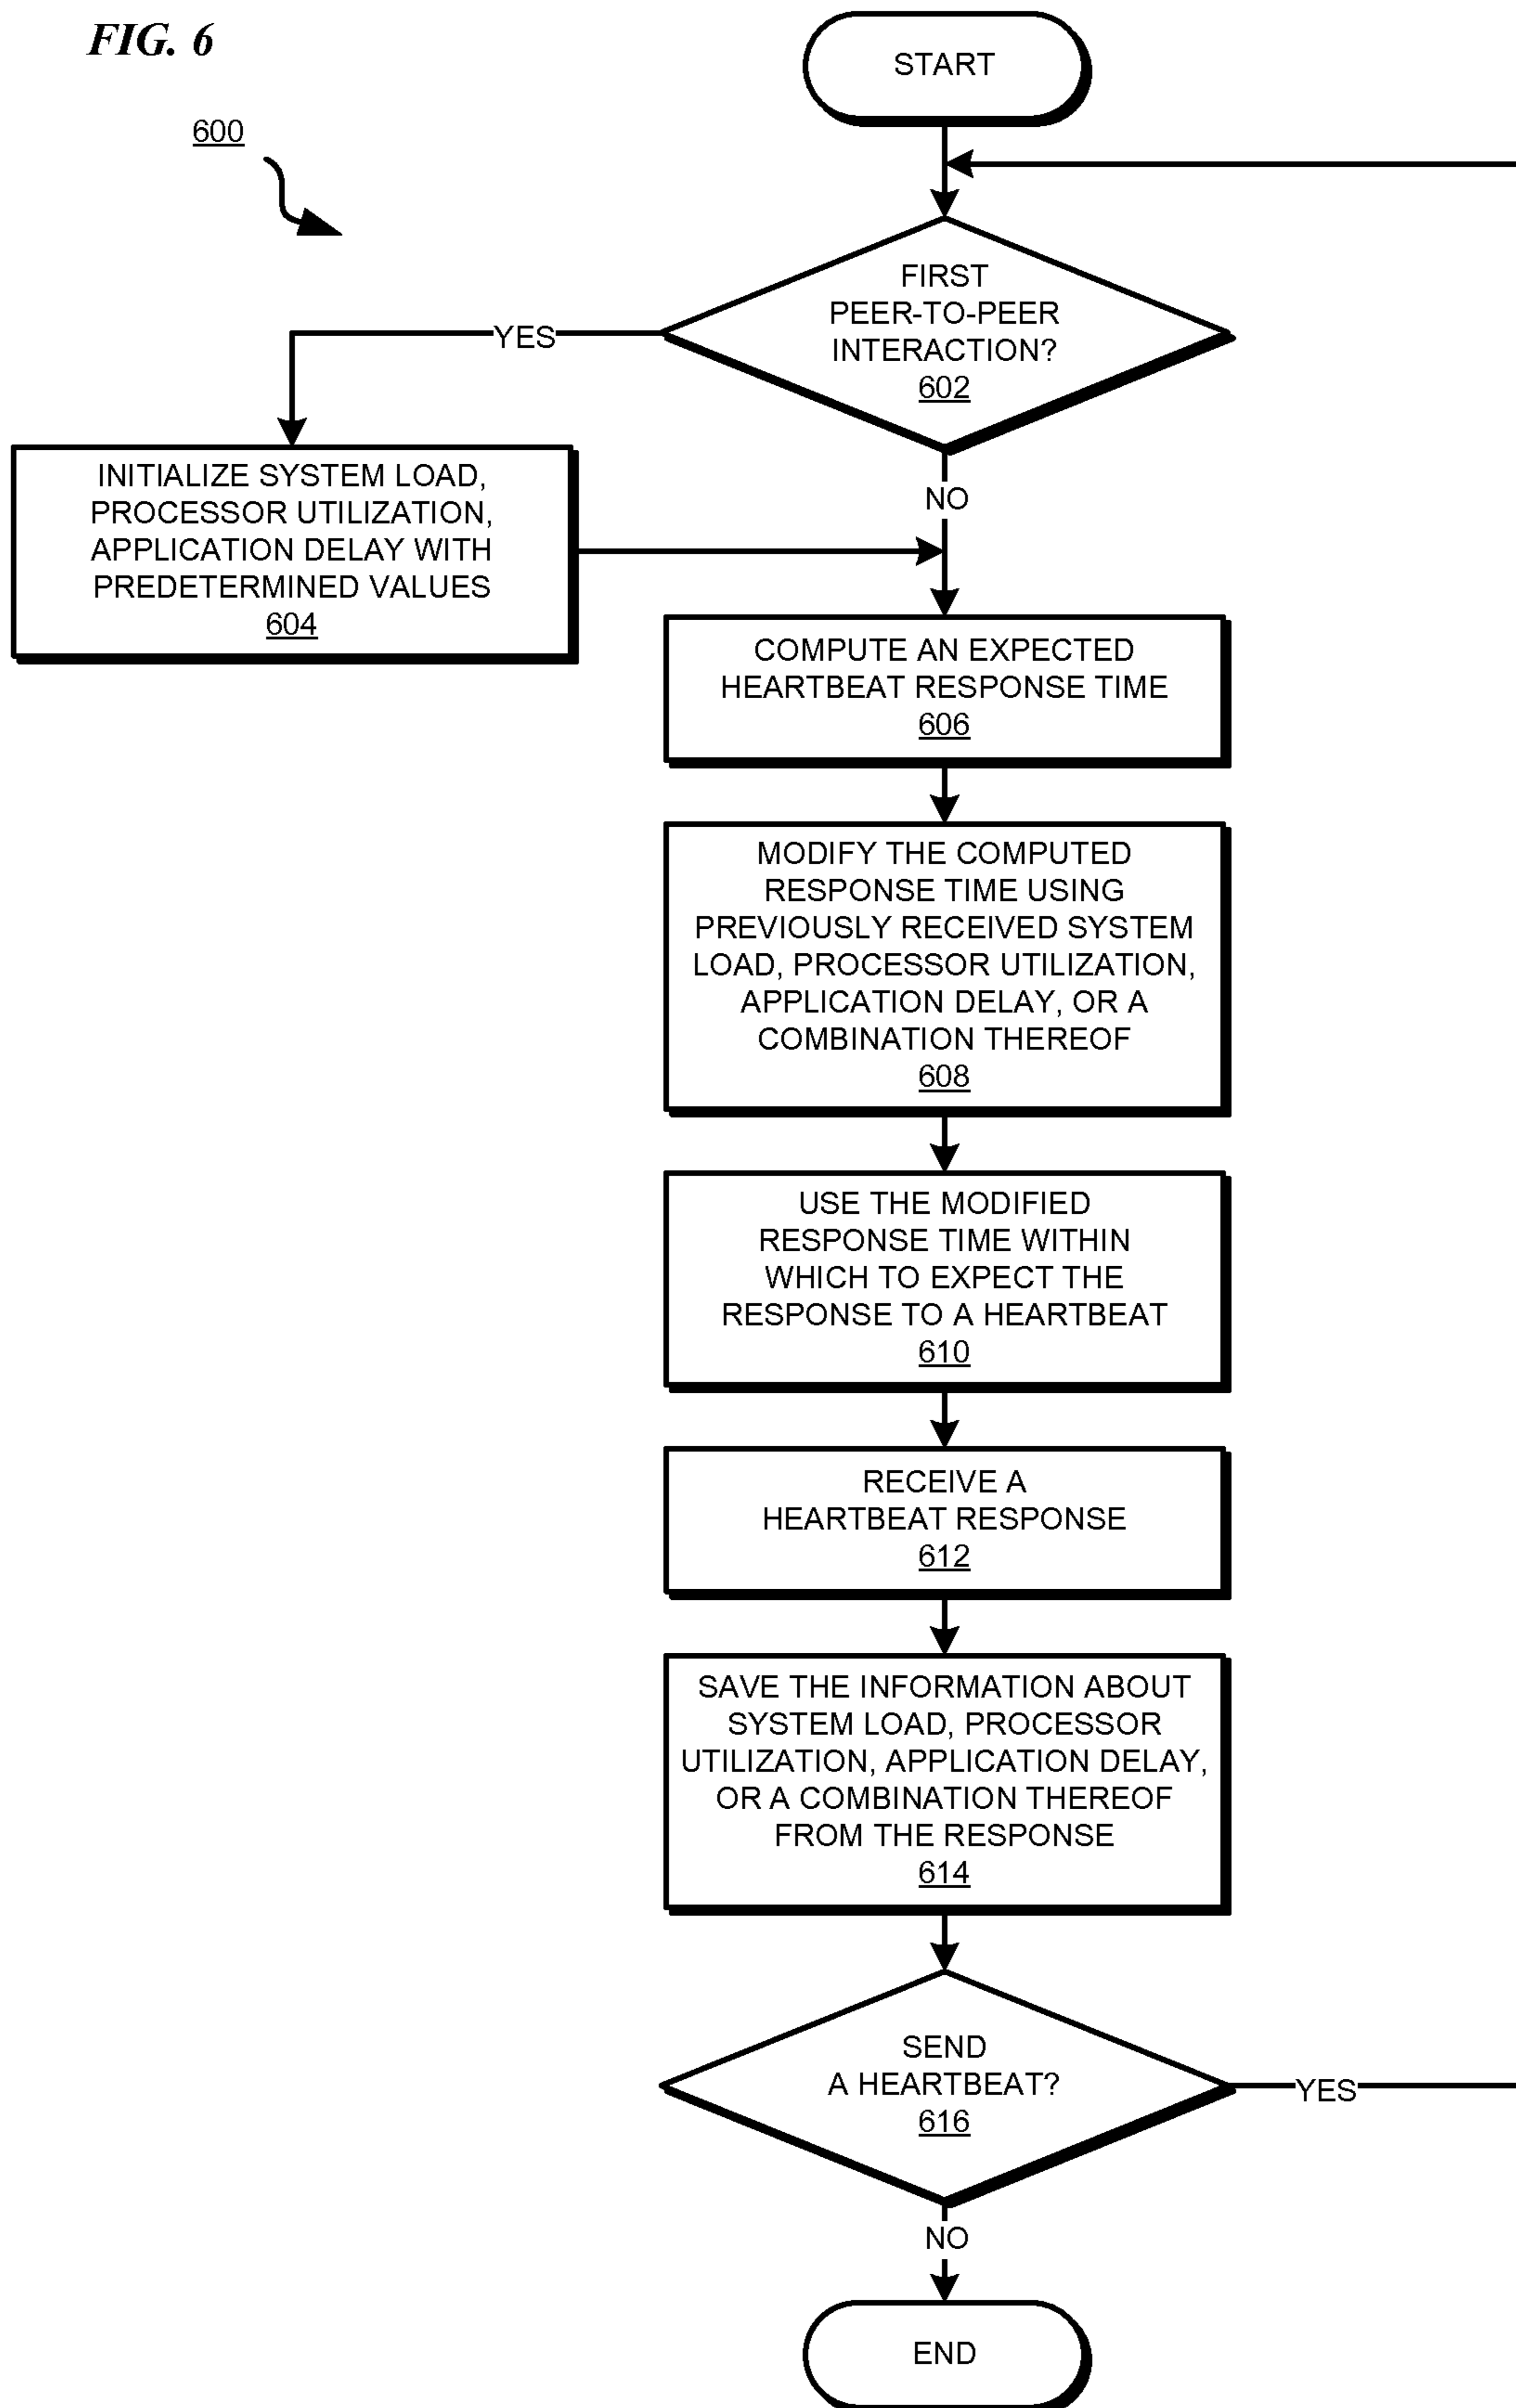 FIG. 6
600
START
FIRST
PEER-TO-PEER
INTERACTION?
602
YES
NO
INITIALIZE SYSTEM LOAD,
PROCESSOR UTILIZATION,
APPLICATION DELAY WITH
PREDETERMINED VALUES
604
COMPUTE AN EXPECTED
HEARTBEAT RESPONSE TIME
606
MODIFY THE COMPUTED
RESPONSE TIME USING
PREVIOUSLY RECEIVED SYSTEM
LOAD, PROCESSOR UTILIZATION,
APPLICATION DELAY, OR A
COMBINATION THEREOF
608
USE THE MODIFIED
RESPONSE TIME WITHIN
WHICH TO EXPECT THE
RESPONSE TO A HEARTBEAT
610
RECEIVE A
HEARTBEAT RESPONSE
612
SAVE THE INFORMATION ABOUT
SYSTEM LOAD, PROCESSOR
UTILIZATION, APPLICATION DELAY,
OR A COMBINATION THEREOF
FROM THE RESPONSE
614
SEND
A HEARTBEAT?
616
YES
NO
END